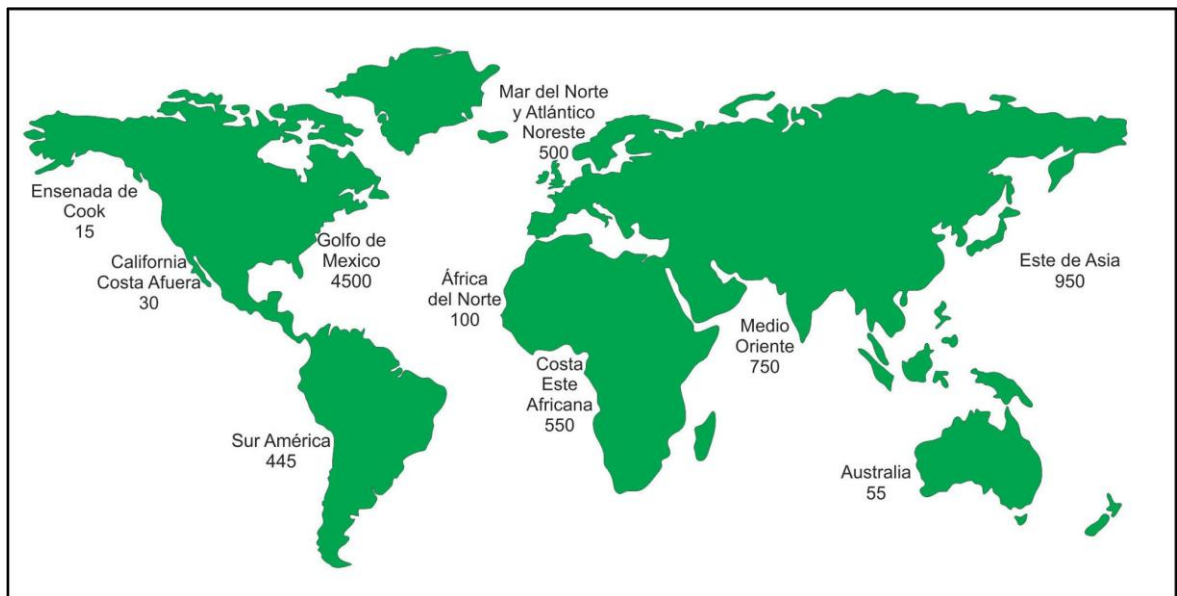 Mar del Norte
y Atlántico
Noreste
500
Ensenada de
Cook
15
California
Costa Afuera
30
Golfo de
Mexico
4500
África
del Norte
100
Costa
Este
Africana
550
Medio
Oriente
750
Este de Asia
950
Sur América
445
Australia
55